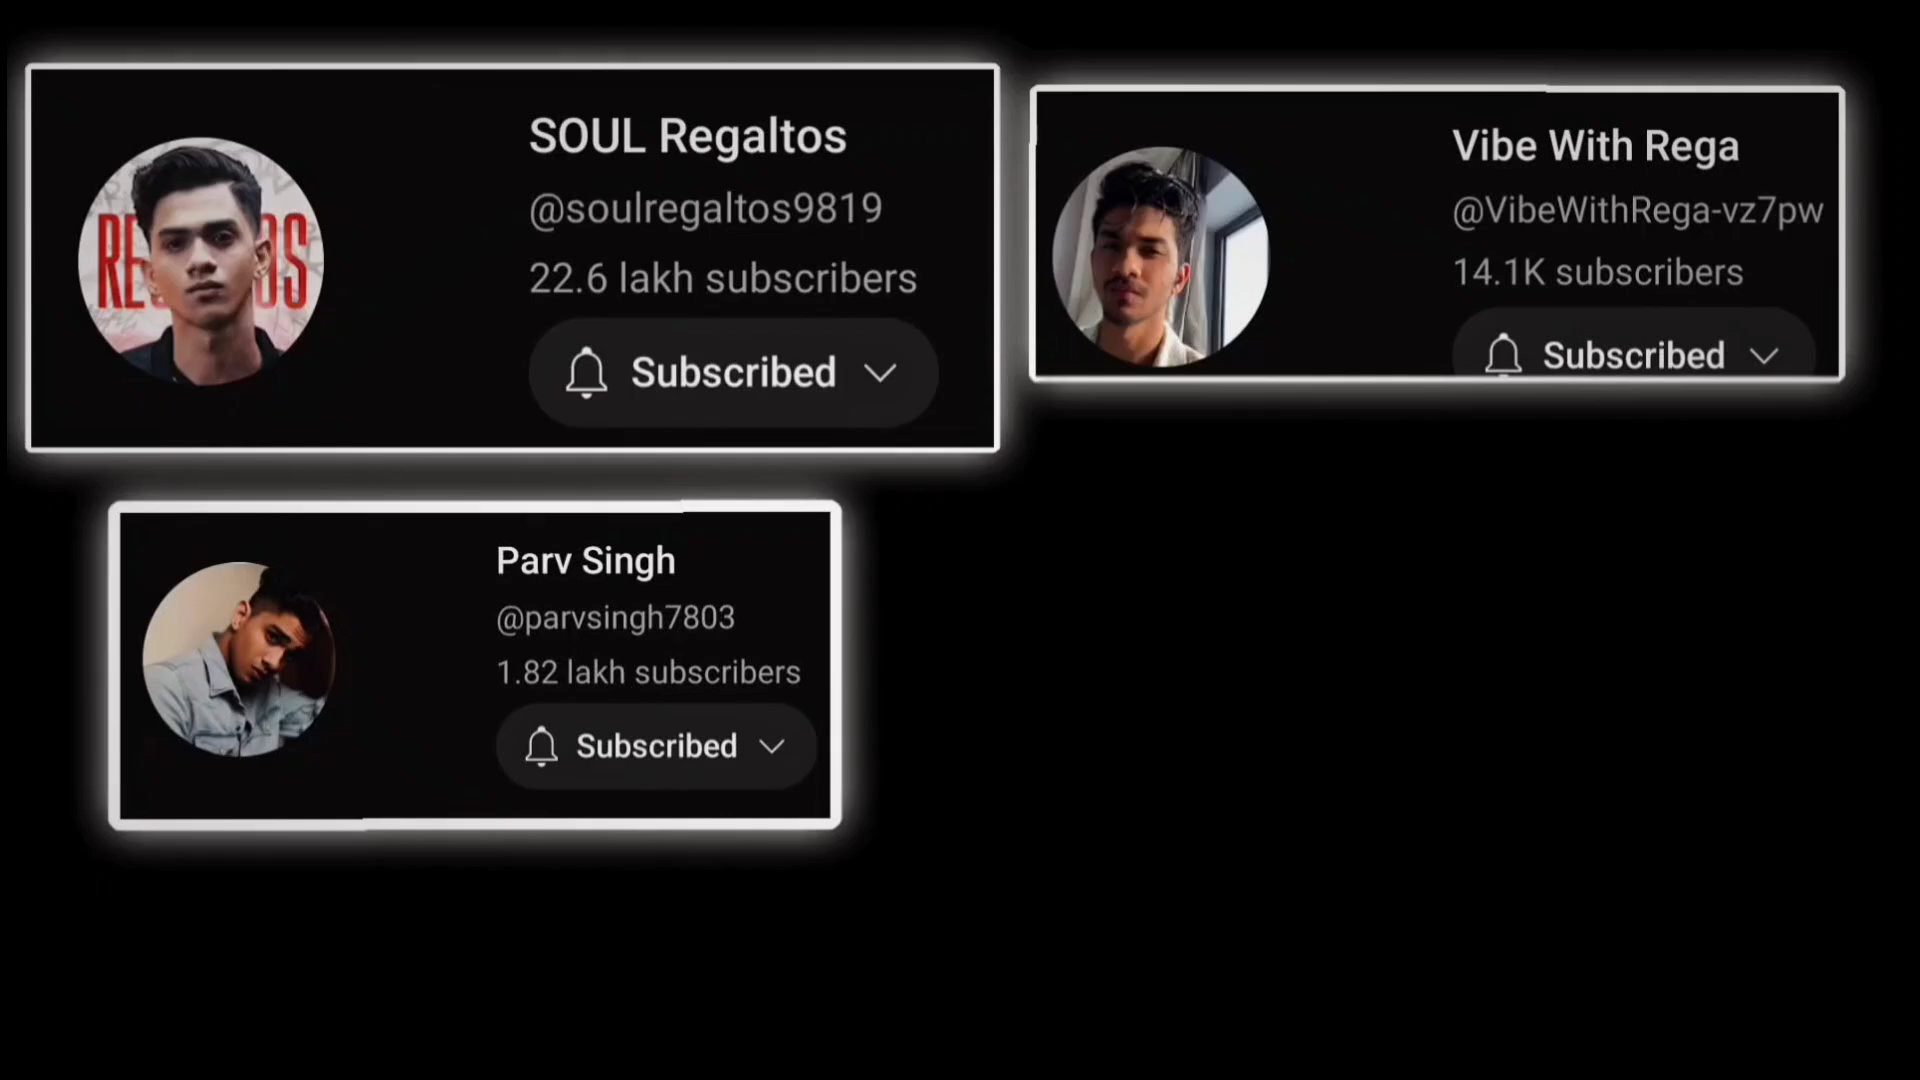 SOUL Regaltos
@soulregaltos9819
22.6 lakh subscribers
Subscribed
Vibe With Rega
@VibeWithRega-vz7pw
14.1K subscribers
Subscribed
Parv Singh
@parvsingh7803
1.82 lakh subscribers
Subscribed